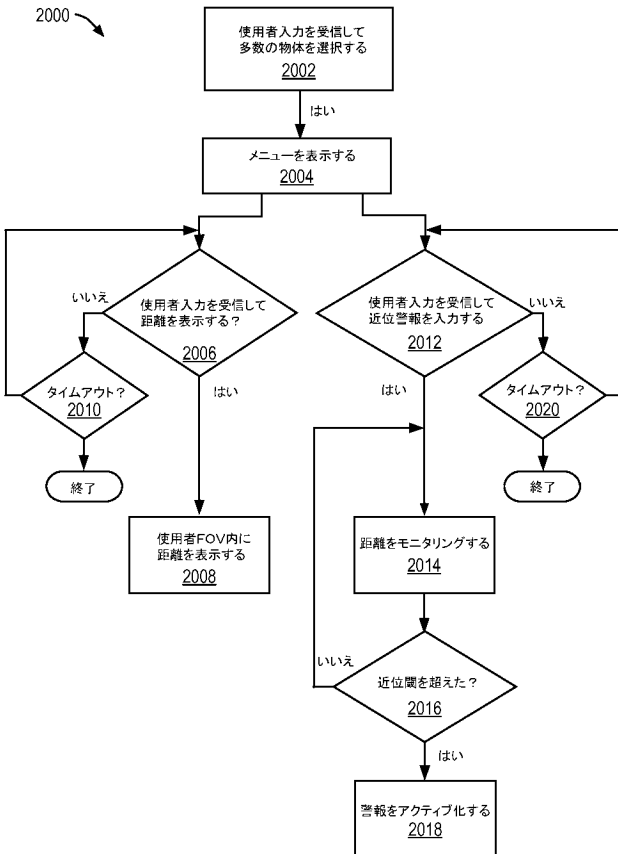 2000
使用者入力を受信して
多数の物体を選択する
2002
はい
メニューを表示する
2004
いいえ
使用者入力を受信して
距離を表示する?
2006
はい
タイムアウト?
2010
終了
使用者FOV内に
距離を表示する
2008
使用者入力を受信して
近位警報を入力する
2012
いいえ
はい
タイムアウト?
2020
終了
距離をモニタリングする
2014
いいえ
近位閾を超えた?
2016
はい
警報をアクティブ化する
2018